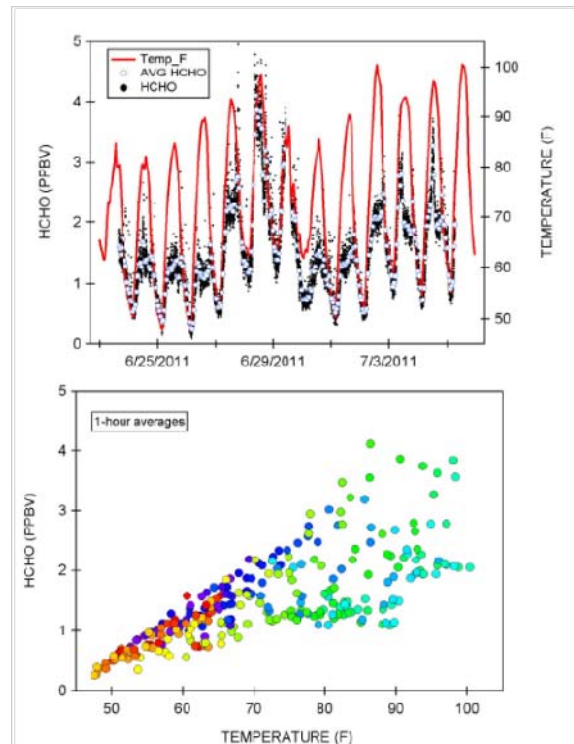 5
4
3
2
1
0
HCHO (PPBV)
Temp_F
AVG HCHO
HCHO
100
90
80
70
60
50
TEMPERATURE (F)
6/25/2011 6/29/2011 7/3/2011
5
4
3
2
1
0
HCHO (PPBV)
1-hour averages
50 60 70 80 90 100
TEMPERATURE (F)